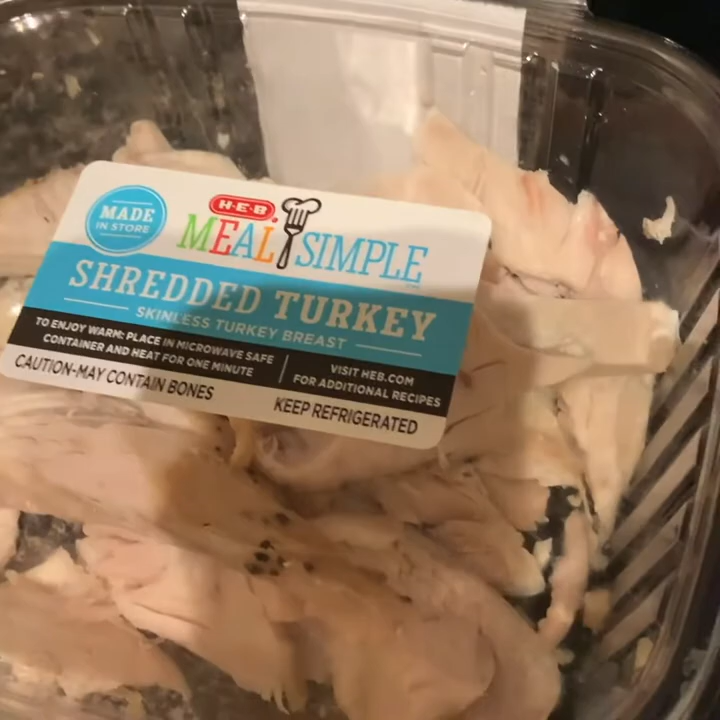 MADE
IN STORE
H-E-B
MEAL SIMPLE
SHREDDED TURKEY
SKINLESS TURKEY BREAST
TO ENJOY WARM: PLACE IN MICROWAVE SAFE
CONTAINER AND HEAT FOR ONE MINUTE
VISIT HEB.COM
FOR ADDITIONAL RECIPES
CAUTION-MAY CONTAIN BONES
KEEP REFRIGERATED